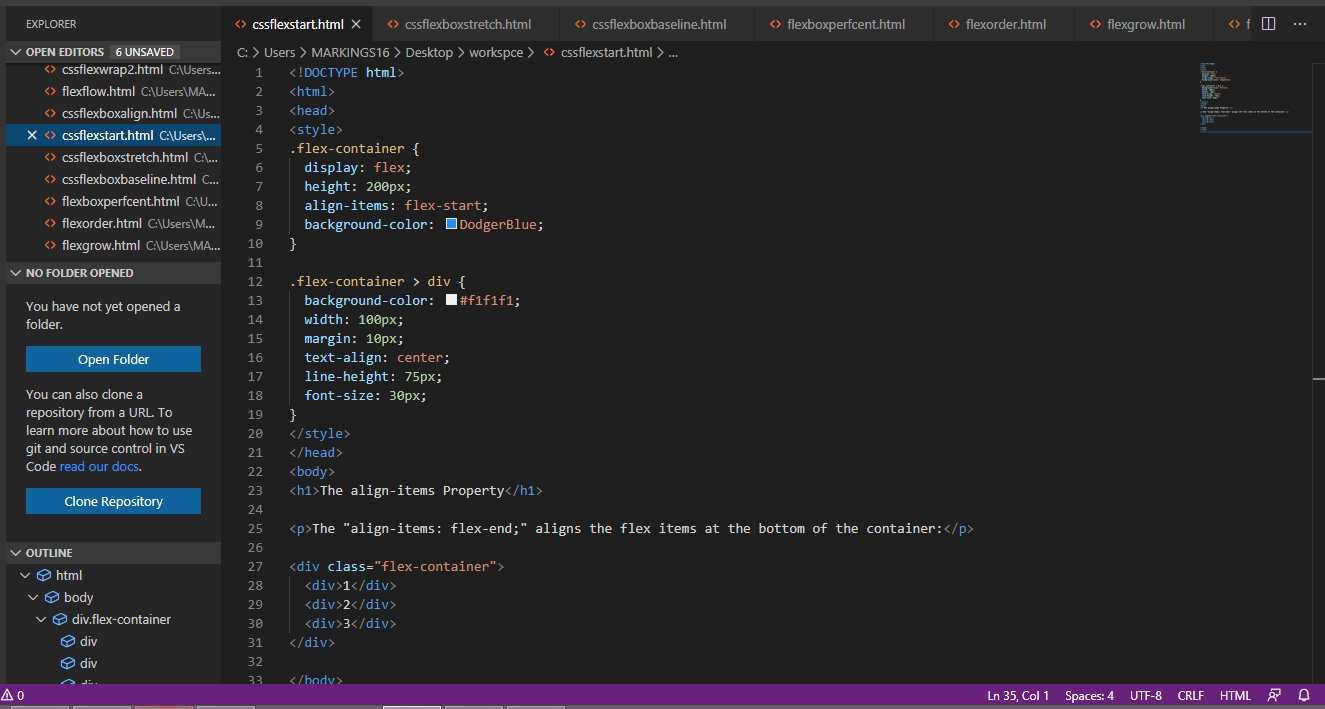 EXPLORER
OPEN EDITORS 6 UNSAVED
cssflexwrap2.html C:\Users...
flexflow.html C:\Users\MA...
cssflexboxalign.html C:\Us...
cssflexstart.html C:\Users\...
cssflexboxstretch.html C:\...
cssflexboxbaseline.html C...
flexboxperfcent.html C:\U...
flexorder.html C:\Users\M...
flexgrow.html C:\Users\MA...
NO FOLDER OPENED
You have not yet opened a
folder.
Open Folder
You can also clone a
repository from a URL. To
learn more about how to use
git and source control in VS
Code read our docs.
Clone Repository
OUTLINE
html
body
div.flex-container
div
div
div
cssflexstart.html cssflexboxstretch.html cssflexboxbaseline.html flexboxperfcent.html flexorder.html flexgrow.html
C: > Users > MARKINGS16 > Desktop > workspce > cssflexstart.html > ...
1 <!DOCTYPE html>
2 <html>
3 <head>
4 <style>
5 .flex-container {
6 display: flex;
7 height: 200px;
8 align-items: flex-start;
9 background-color: DodgerBlue;
10 }
11
12 .flex-container > div {
13 background-color: #f1f1f1;
14 width: 100px;
15 margin: 10px;
16 text-align: center;
17 line-height: 75px;
18 font-size: 30px;
19 }
20 </style>
21 </head>
22 <body>
23 <h1>The align-items Property</h1>
24
25 <p>The "align-items: flex-end;" aligns the flex items at the bottom of the container:</p>
26
27 <div class="flex-container">
28 <div>1</div>
29 <div>2</div>
30 <div>3</div>
31 </div>
32
33 </body>
0 Ln 35, Col 1 Spaces: 4 UTF-8 CRLF HTML